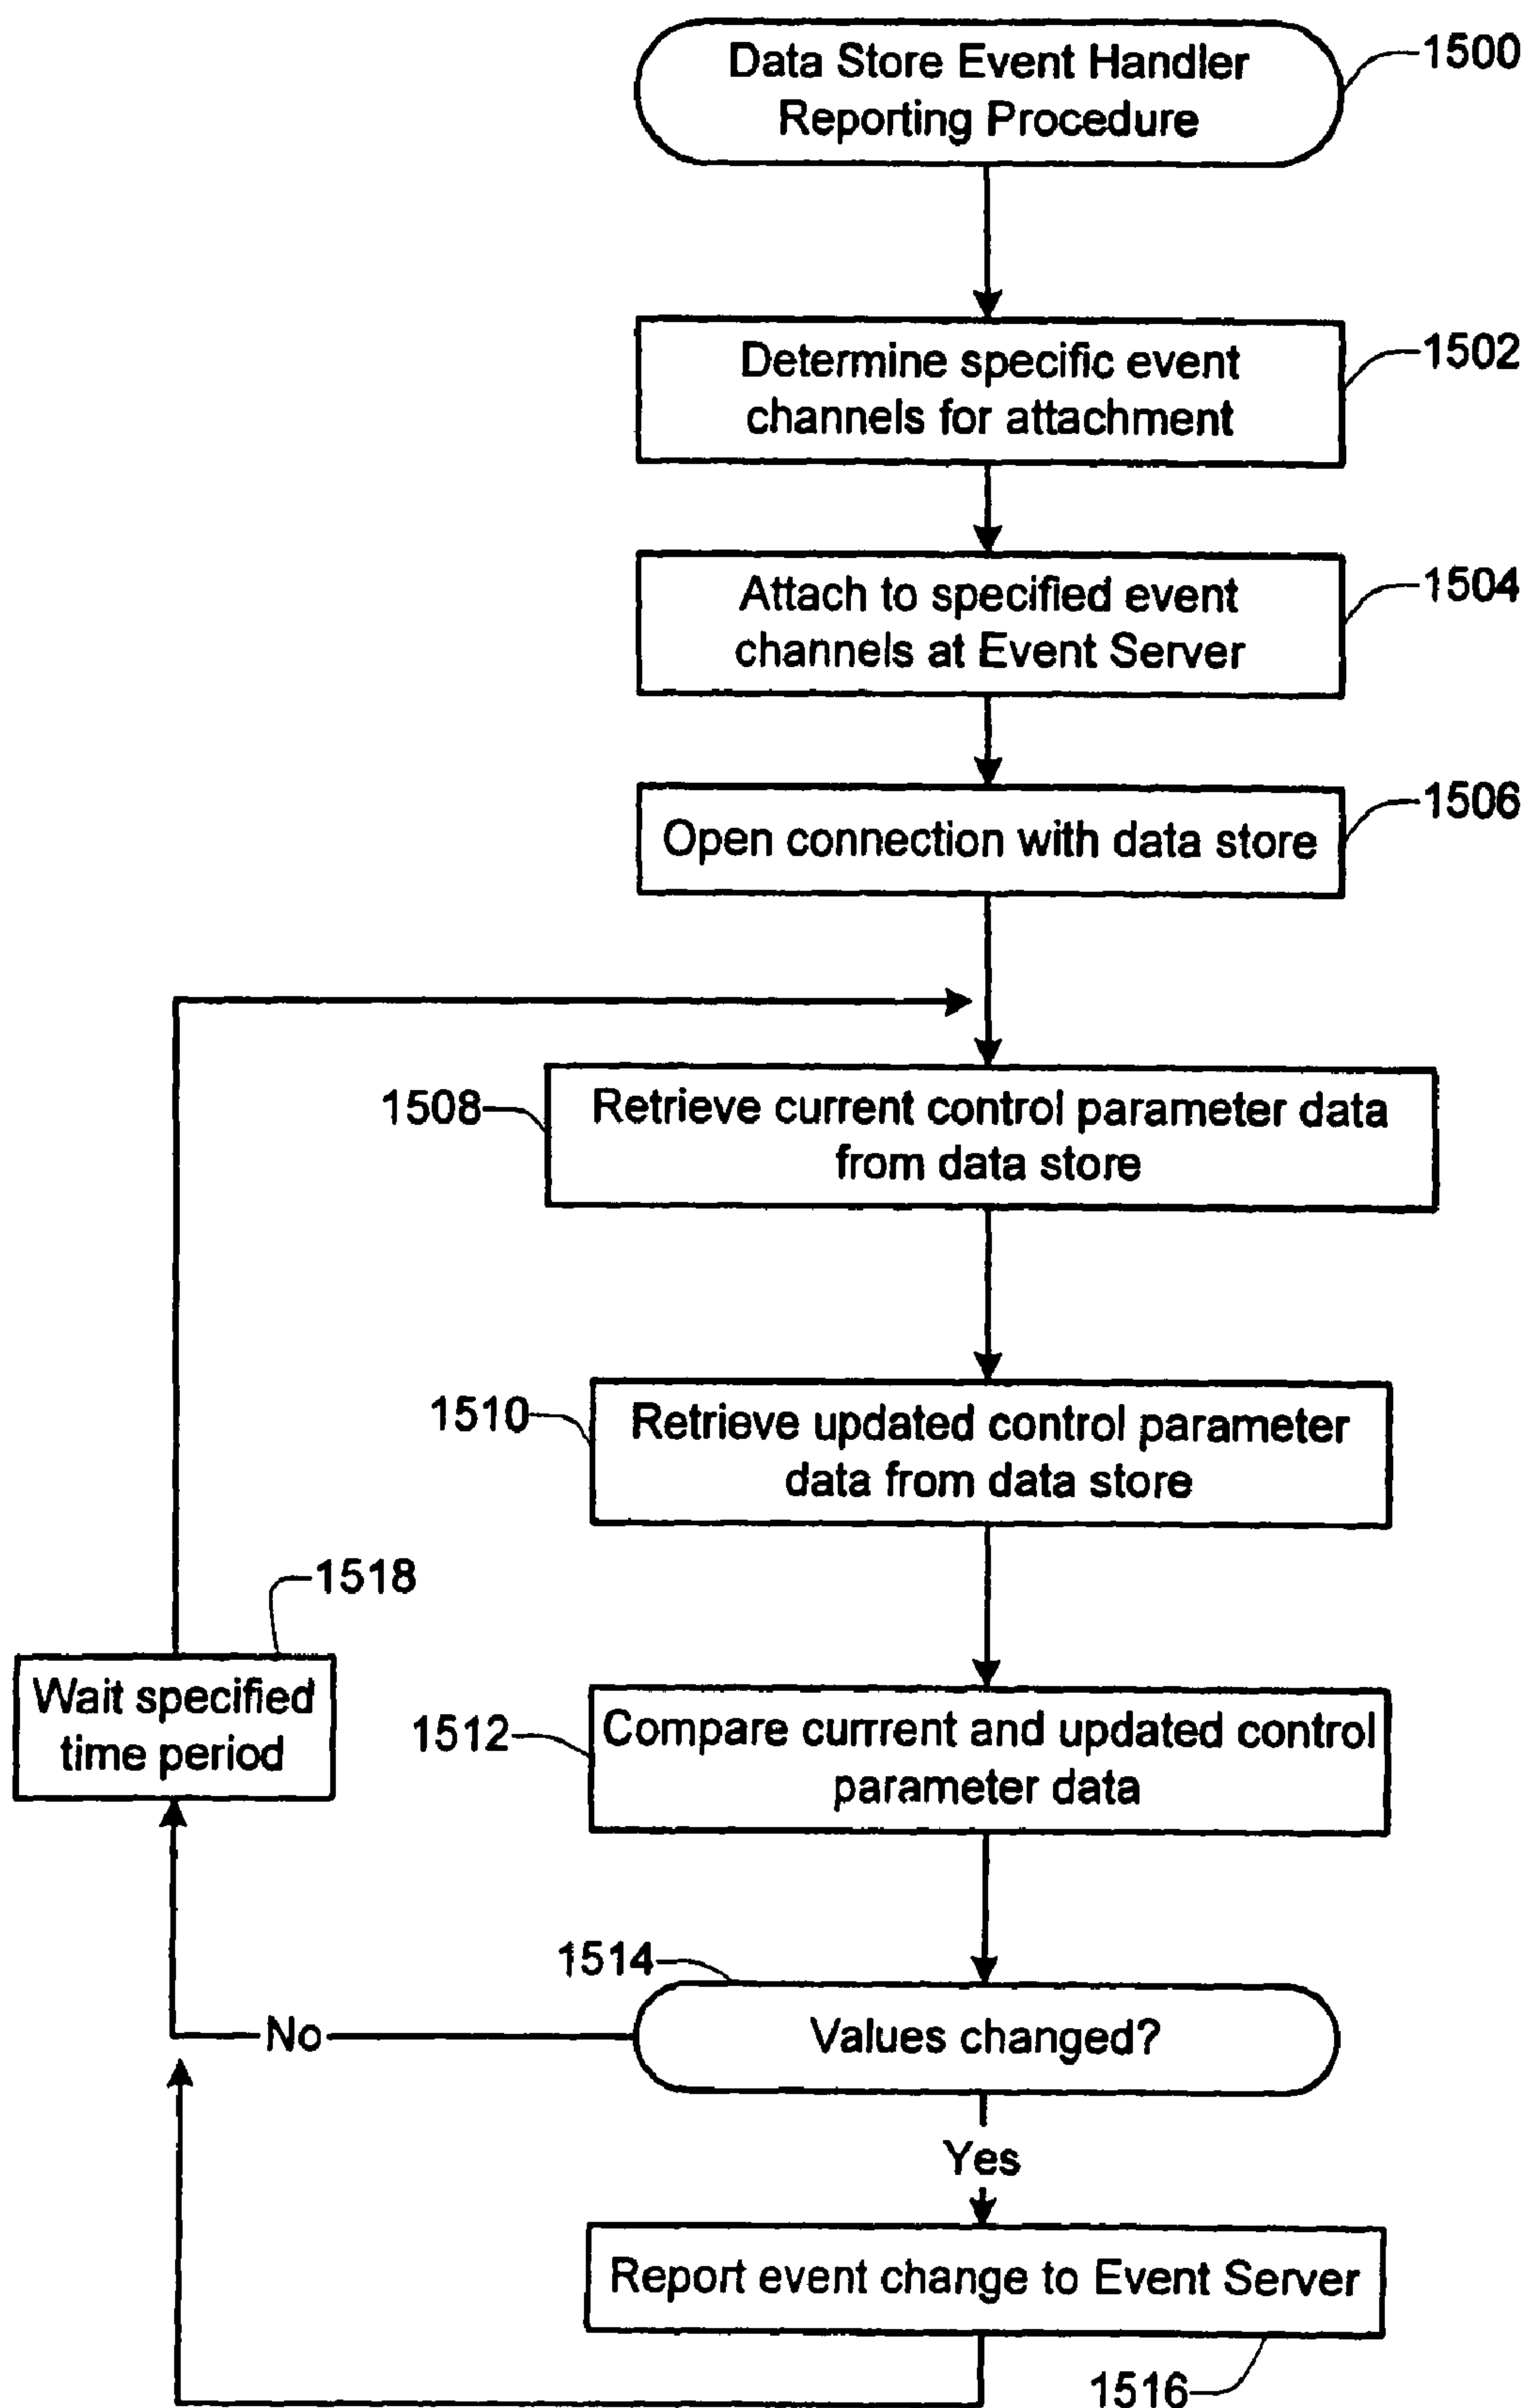 Data Store Event Handler
Reporting Procedure
1500
Determine specific event
channels for attachment
1502
Attach to specified event
channels at Event Server
1504
Open connection with data store
1506
1508
Retrieve current control parameter data
from data store
1510
Retrieve updated control parameter
data from data store
1518
Wait specified
time period
1512
Compare currrent and updated control
parameter data
1514
Values changed?
No
Yes
Report event change to Event Server
1516